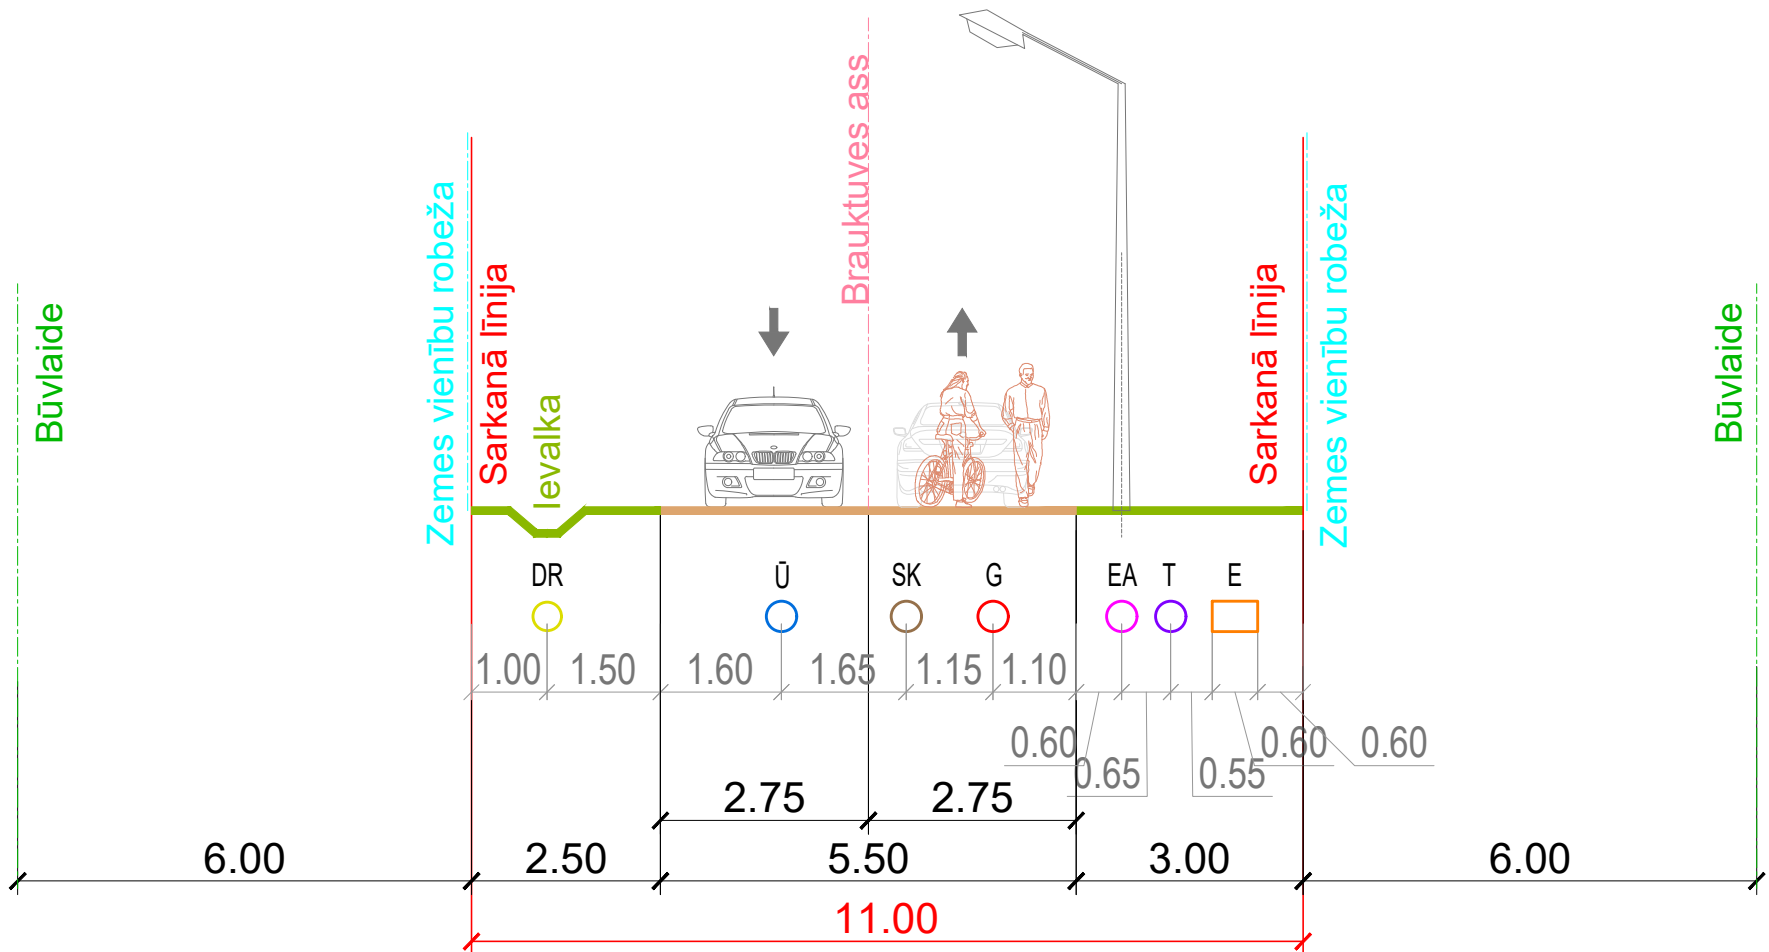 Būvlaide
Zemes vienību robeža
Sarkanā līnija
Ievalka
Brauktuves ass
Sarkanā līnija
Zemes vienību robeža
Būvlaide
DR
Ū
SK
G
EA
T
E
1.00
1.50
1.60
1.65
1.15
1.10
0.60
0.65
0.55
0.60
0.60
2.75
2.75
6.00
2.50
5.50
3.00
6.00
11.00